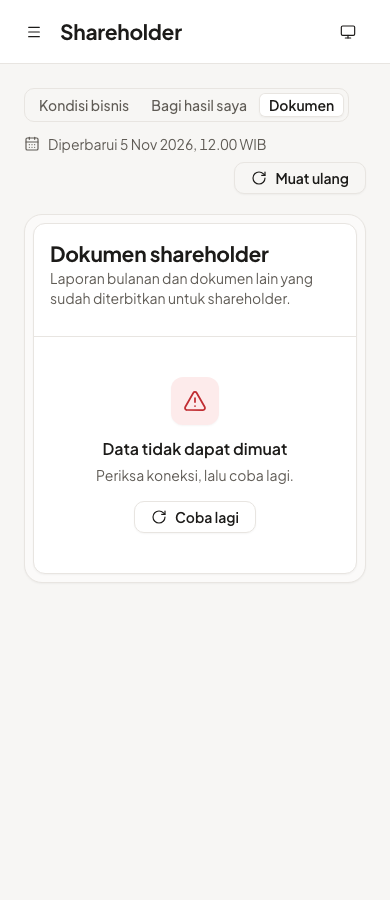 Shareholder
Kondisi bisnis
Bagi hasil saya
Dokumen
Diperbarui 5 Nov 2026, 12.00 WIB
Muat ulang
Dokumen shareholder
Laporan bulanan dan dokumen lain yang
sudah diterbitkan untuk shareholder.
Data tidak dapat dimuat
Periksa koneksi, lalu coba lagi.
Coba lagi